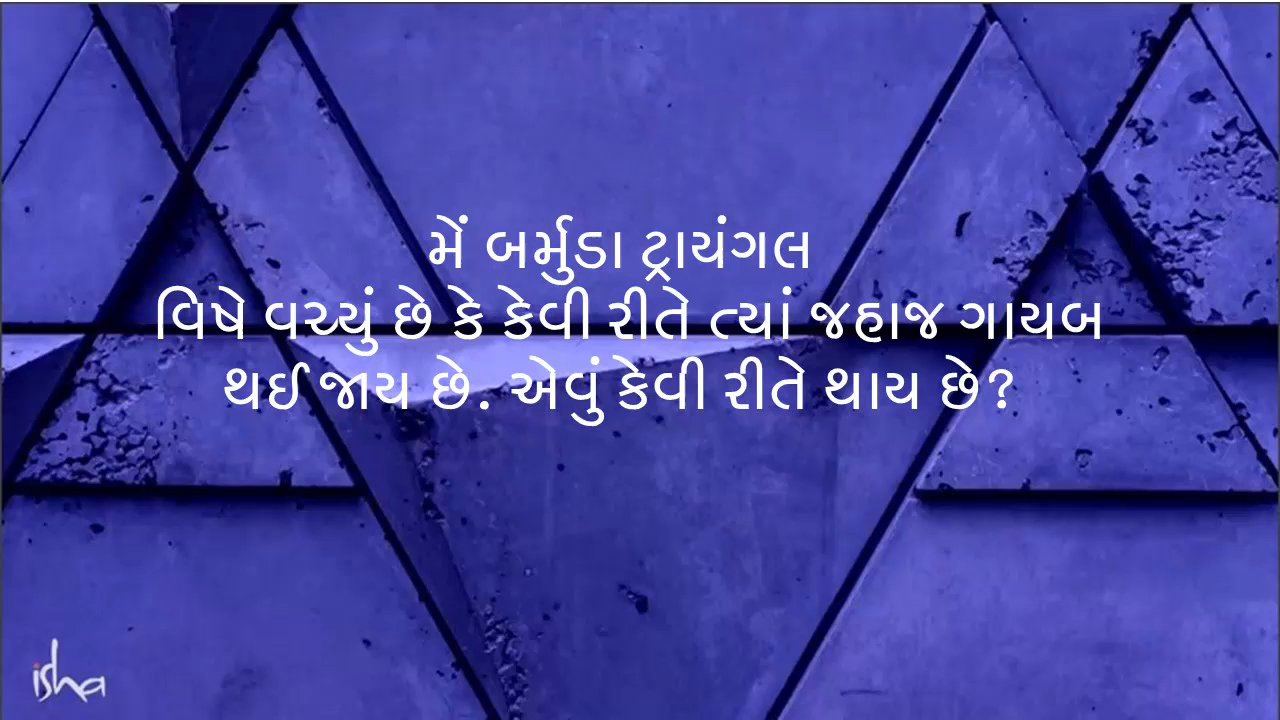 મેં બર્મુડા ટ્રાયંગલ
વિષે વચ્યું છે કે કેવી રીતે ત્યાં જહાજ ગાયબ
થઈ જાય છે. એવું કેવી રીતે થાય છે?
isha